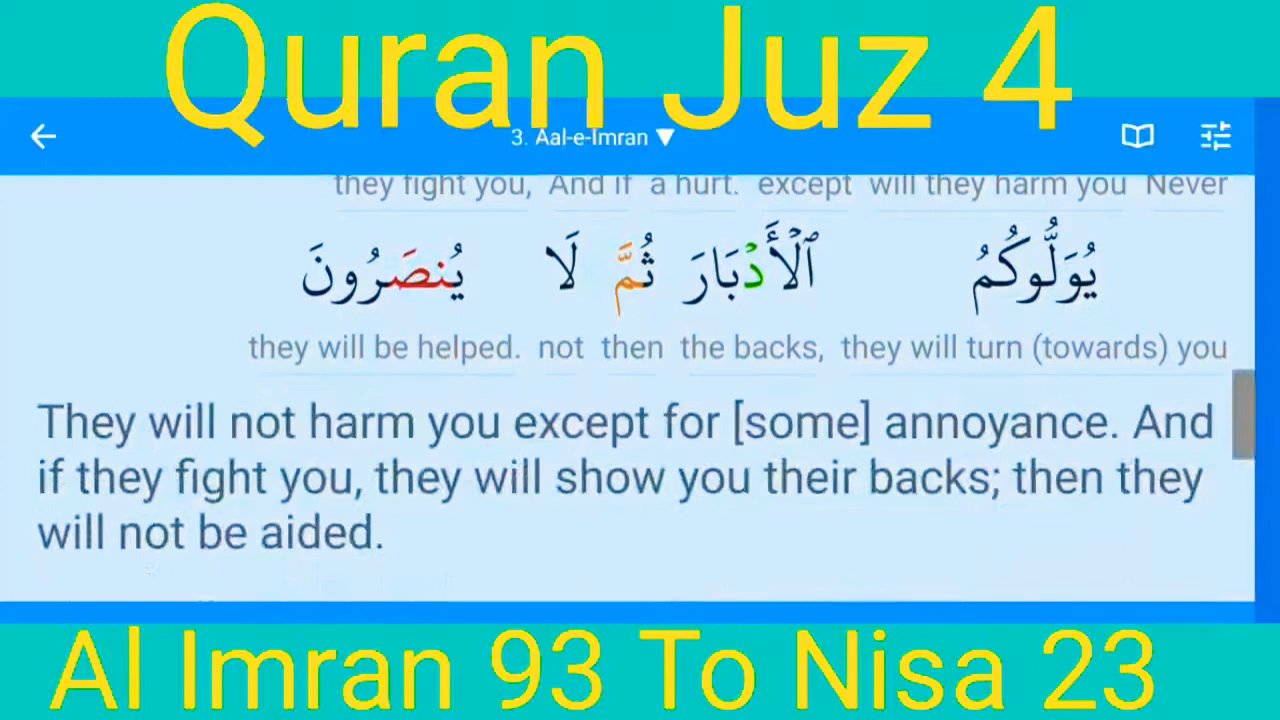 Quran Juz 4
3. Aal-e-Imran ▼
they fight you, And if a hurt. except will they harm you Never
يُوَلُّوكُمُ ٱلْأَدْبَارَ ثُمَّ لَا يُنصَرُونَ
they will be helped. not then the backs, they will turn (towards) you
They will not harm you except for [some] annoyance. And
if they fight you, they will show you their backs; then they
will not be aided.
Al Imran 93 To Nisa 23